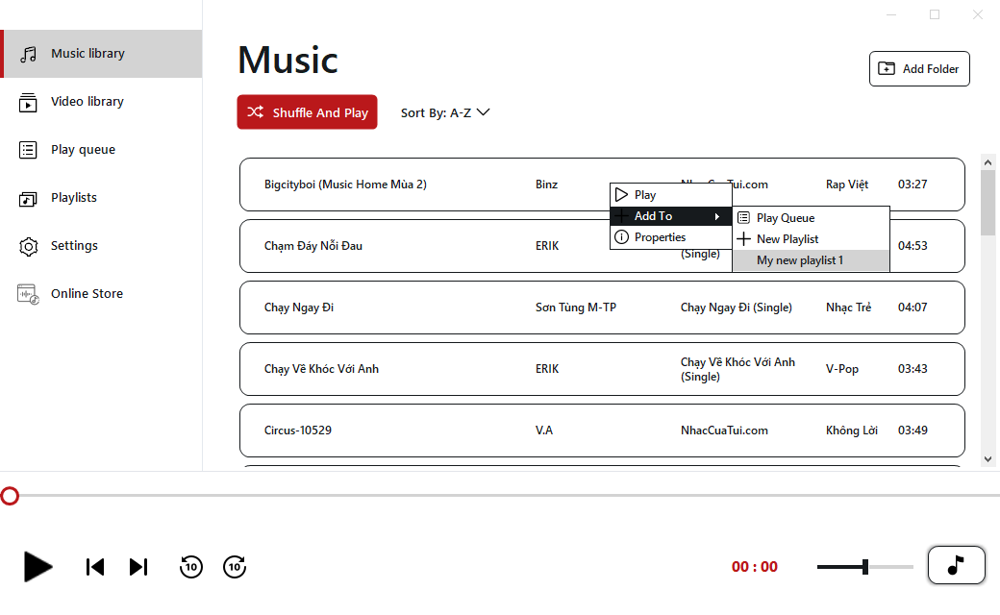 Music library
Video library
Play queue
Playlists
Settings
Online Store
Music
Add Folder
Shuffle And Play
Sort By: A-Z
Bigcityboi (Music Home Mùa 2) Binz Tui.com Rap Việt 03:27
Play
Add To
Properties
Play Queue
New Playlist
My new playlist 1
Chạm Đáy Nỗi Đau ERIK 04:53
(Single)
Chạy Ngay Đi Sơn Tùng M-TP Chạy Ngay Đi (Single) Nhạc Trẻ 04:07
Chạy Về Khóc Với Anh ERIK Chạy Về Khóc Với Anh V-Pop 03:43
(Single)
Circus-10529 V.A NhacCuaTui.com Không Lời 03:49
10 10
00 : 00